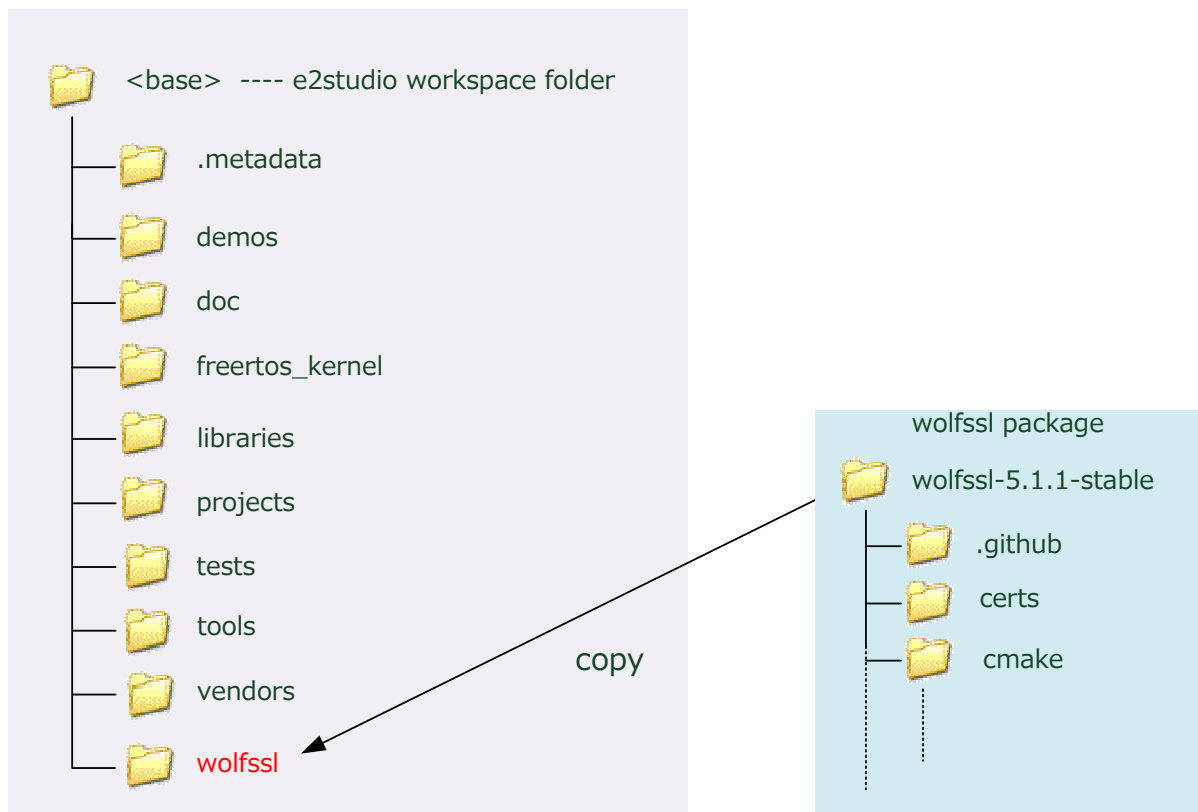 <base> ---- e2studio workspace folder
.metadata
demos
doc
freertos_kernel
libraries
projects
tests
tools
vendors
wolfssl
copy
wolfssl package
wolfssl-5.1.1-stable
.github
certs
cmake